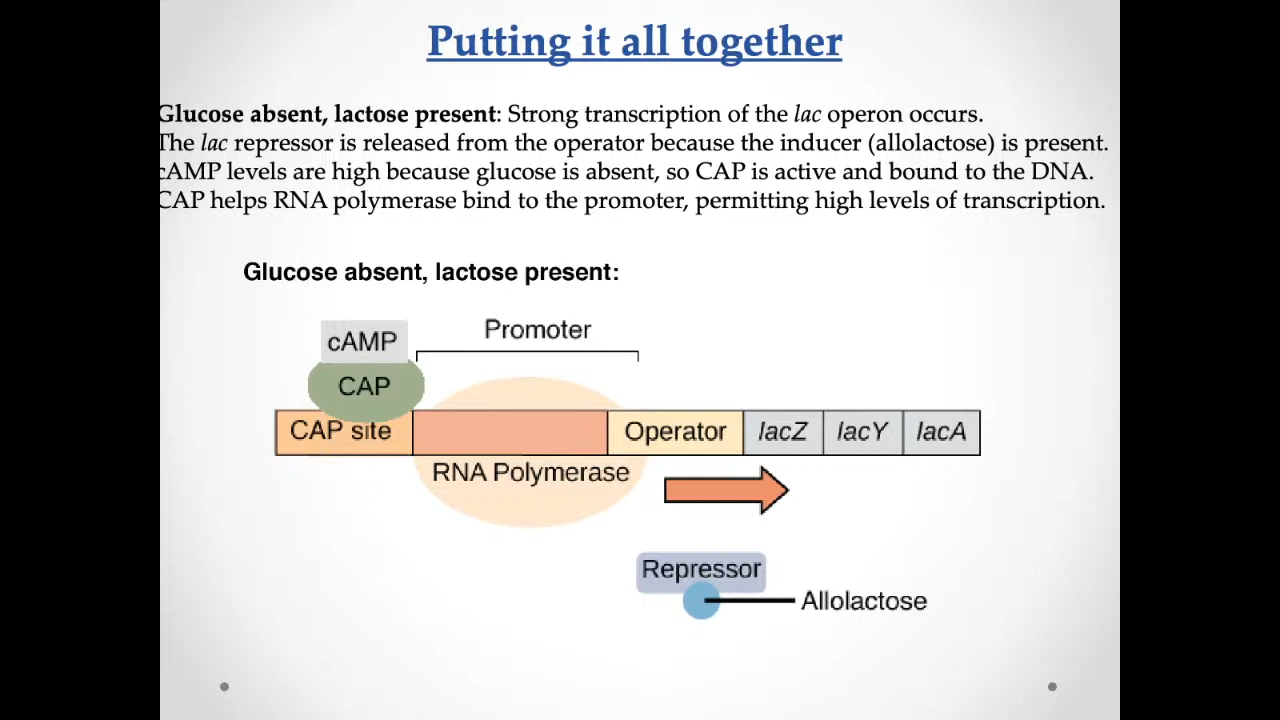 Putting it all together
Glucose absent, lactose present: Strong transcription of the lac operon occurs.
The lac repressor is released from the operator because the inducer (allolactose) is present.
cAMP levels are high because glucose is absent, so CAP is active and bound to the DNA.
CAP helps RNA polymerase bind to the promoter, permitting high levels of transcription.
Glucose absent, lactose present:
Promoter
cAMP
CAP
CAP site
Operator
lacZ
lacY
lacA
RNA Polymerase
Repressor
Allolactose